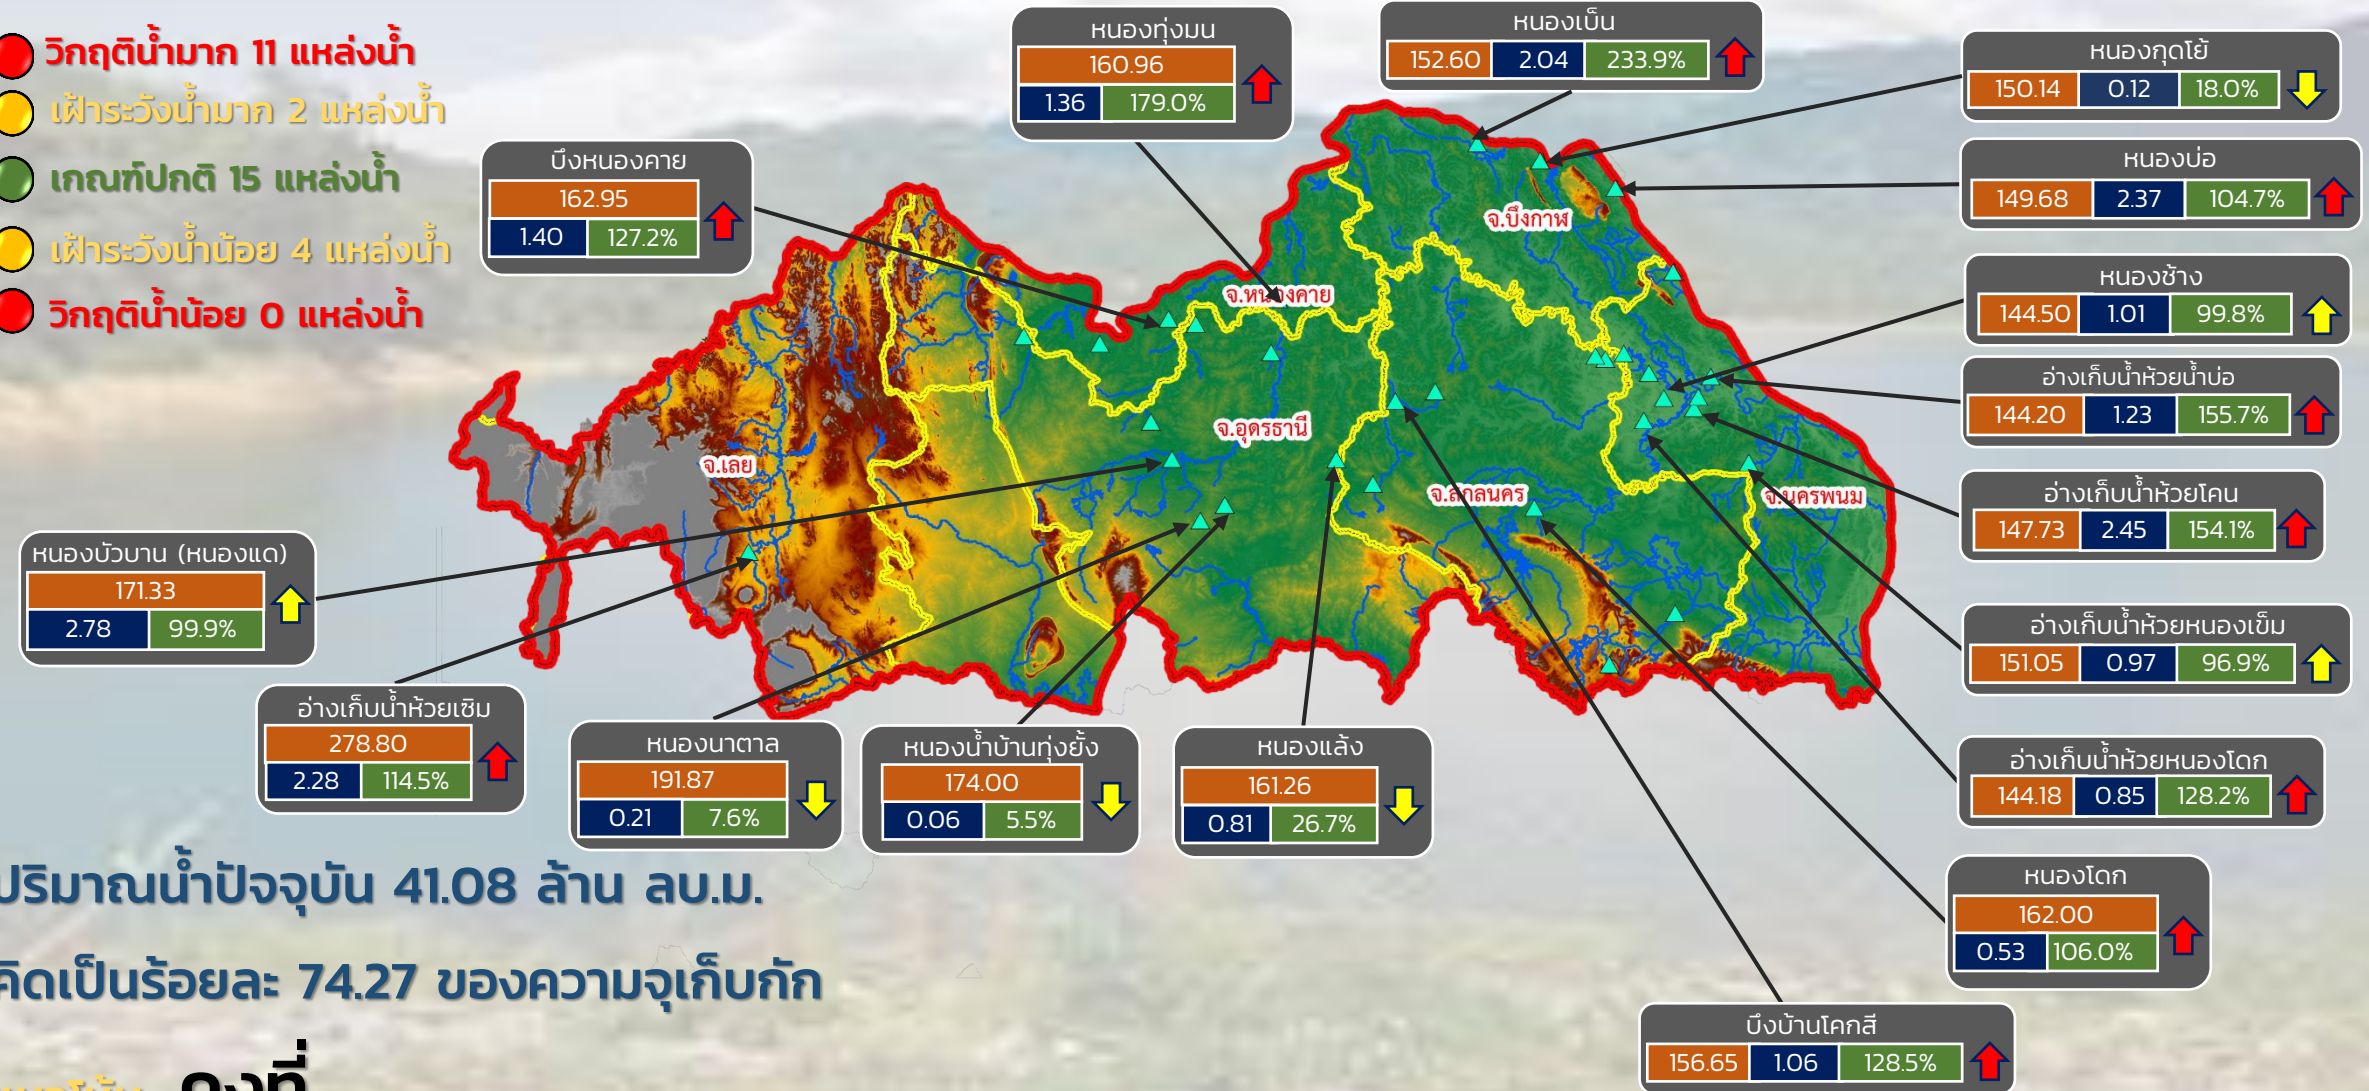 วิกฤติน้ำมาก 11 แหล่งน้ำ
เฝ้าระวังน้ำมาก 2 แหล่งน้ำ
เกณฑ์ปกติ 15 แหล่งน้ำ
เฝ้าระวังน้ำน้อย 4 แหล่งน้ำ
วิกฤติน้ำน้อย 0 แหล่งน้ำ
หนองทุ่งมน
160.96
1.36 179.0%
หนองเบ็น
152.60 2.04 233.9%
หนองกุดโย้
150.14 0.12 18.0%
บึงหนองคาย
162.95
1.40 127.2%
หนองบ่อ
149.68 2.37 104.7%
หนองช้าง
144.50 1.01 99.8%
อ่างเก็บน้ำห้วยน้ำบ่อ
144.20 1.23 155.7%
อ่างเก็บน้ำห้วยโคน
147.73 2.45 154.1%
อ่างเก็บน้ำห้วยหนองเข็ม
151.05 0.97 96.9%
อ่างเก็บน้ำห้วยหนองโดก
144.18 0.85 128.2%
หนองโดก
162.00
0.53 106.0%
บึงบ้านโคกสี
156.65 1.06 128.5%
จ.บึงกาฬ
จ.หนองคาย
จ.อุดรธานี
จ.เลย
จ.สกลนคร
จ.นครพนม
หนองบัวบาน (หนองแด)
171.33
2.78 99.9%
อ่างเก็บน้ำห้วยเซิม
278.80
2.28 114.5%
หนองนาตาล
191.87
0.21 7.6%
หนองน้ำบ้านทุ่งยั้ง
174.00
0.06 5.5%
หนองแล้ง
161.26
0.81 26.7%
ปริมาณน้ำปัจจุบัน 41.08 ล้าน ลบ.ม.
คิดเป็นร้อยละ 74.27 ของความจุเก็บกัก
คงที่